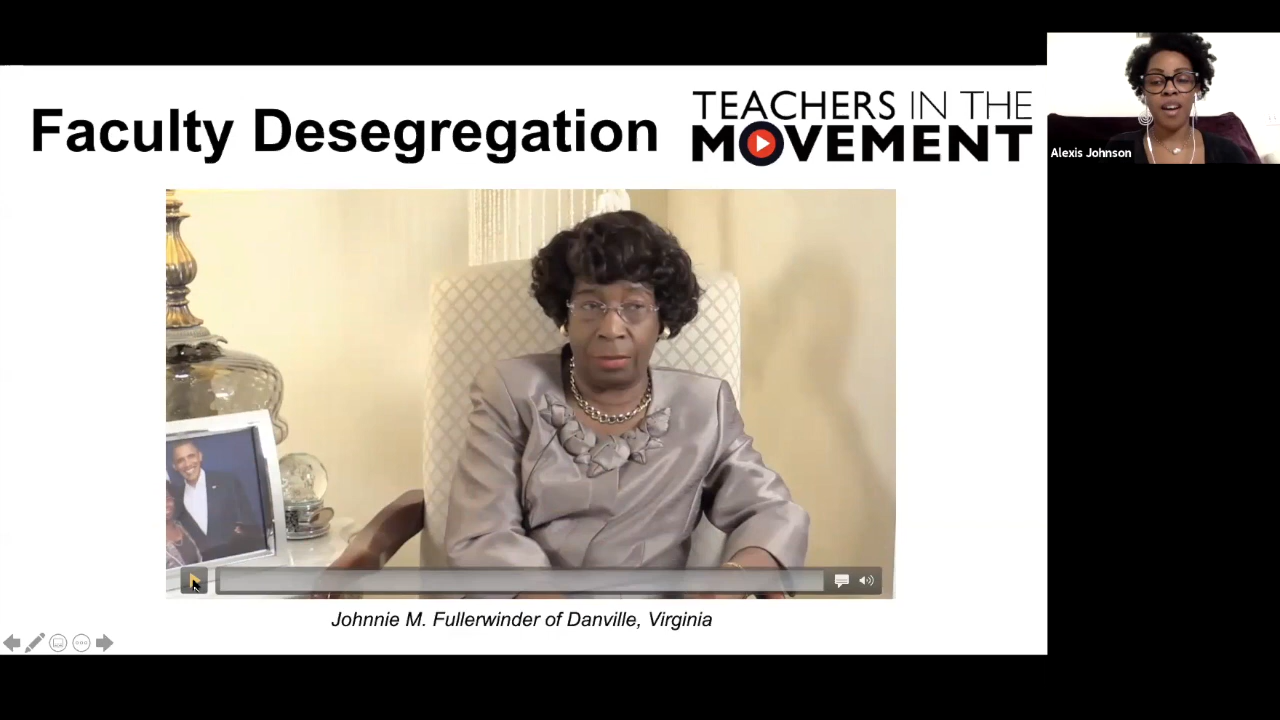 Faculty Desegregation
TEACHERS IN THE
MOVEMENT
Alexis Johnson
Johnnie M. Fullerwinder of Danville, Virginia